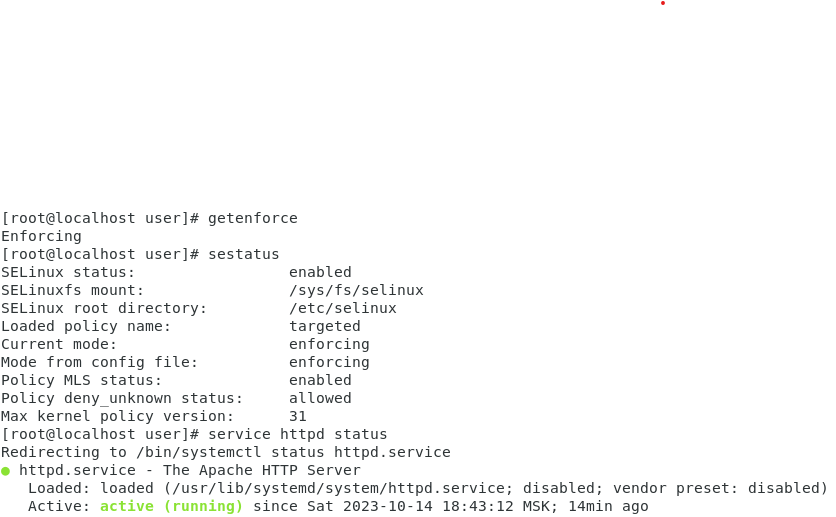 [root@localhost user]# getenforce
Enforcing
[root@localhost user]# sestatus
SELinux status:                 enabled
SELinuxfs mount:                /sys/fs/selinux
SELinux root directory:         /etc/selinux
Loaded policy name:             targeted
Current mode:                   enforcing
Mode from config file:          enforcing
Policy MLS status:              enabled
Policy deny_unknown status:     allowed
Max kernel policy version:      31
[root@localhost user]# service httpd status
Redirecting to /bin/systemctl status httpd.service
● httpd.service - The Apache HTTP Server
   Loaded: loaded (/usr/lib/systemd/system/httpd.service; disabled; vendor preset: disabled)
   Active: active (running) since Sat 2023-10-14 18:43:12 MSK; 14min ago